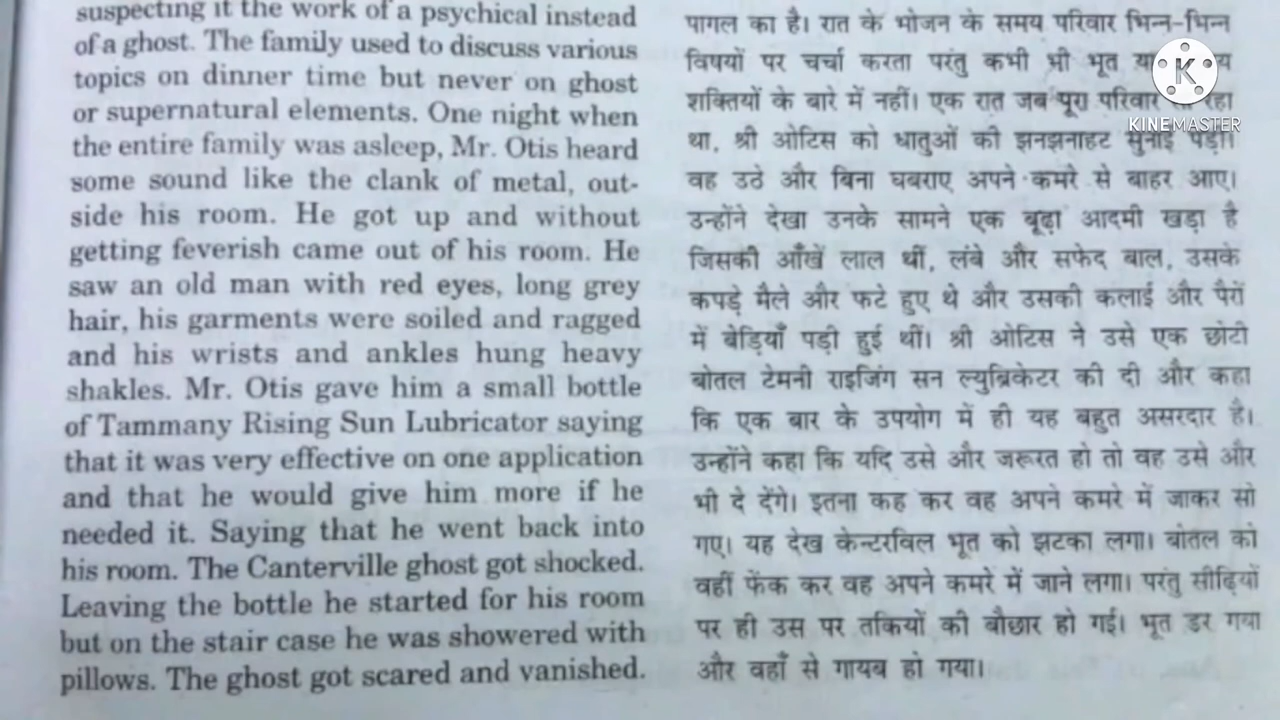 suspecting it the work of a psychical instead
of a ghost. The family used to discuss various
topics on dinner time but never on ghost
or supernatural elements. One night when
the entire family was asleep, Mr. Otis heard
some sound like the clank of metal, out-
side his room. He got up and without
getting feverish came out of his room. He
saw an old man with red eyes, long grey
hair, his garments were soiled and ragged
and his wrists and ankles hung heavy
shakles. Mr. Otis gave him a small bottle
of Tammany Rising Sun Lubricator saying
that it was very effective on one application
and that he would give him more if he
needed it. Saying that he went back into
his room. The Canterville ghost got shocked.
Leaving the bottle he started for his room
but on the stair case he was showered with
pillows. The ghost got scared and vanished.
पागल का है। रात के भोजन के समय परिवार भिन्न-भिन्न
विषयों पर चर्चा करता परंतु कभी भी भूत
शक्तियों के बारे में नहीं। एक रात जब पूरा परिवार रहा
था, श्री ओटिस को धातुओं की झनझनाहट सुनाई पड़ी।
वह उठे और बिना घबराए अपने कमरे से बाहर आए।
उन्होंने देखा उनके सामने एक बूढ़ा आदमी खड़ा है
जिसकी आँखें लाल थीं, लंबे और सफेद बाल, उसके
कपड़े मैले और फटे हुए थे और उसकी कलाई और पैरों
में बेड़ियाँ पड़ी हुई थीं। श्री ओटिस ने उसे एक छोटी
बोतल टेमनी राइजिंग सन ल्युब्रिकेटर की दी और कहा
कि एक बार के उपयोग में ही यह बहुत असरदार है।
उन्होंने कहा कि यदि उसे और जरूरत हो तो वह उसे और
भी दे देंगे। इतना कह कर वह अपने कमरे में जाकर सो
गए। यह देख केन्टरविल भूत को झटका लगा। बोतल को
वहीं फेंक कर वह अपने कमरे में जाने लगा। परंतु सीढ़ियों
पर ही उस पर तकियों की बौछार हो गई। भूत डर गया
और वहाँ से गायब हो गया।
K
KINEMASTER